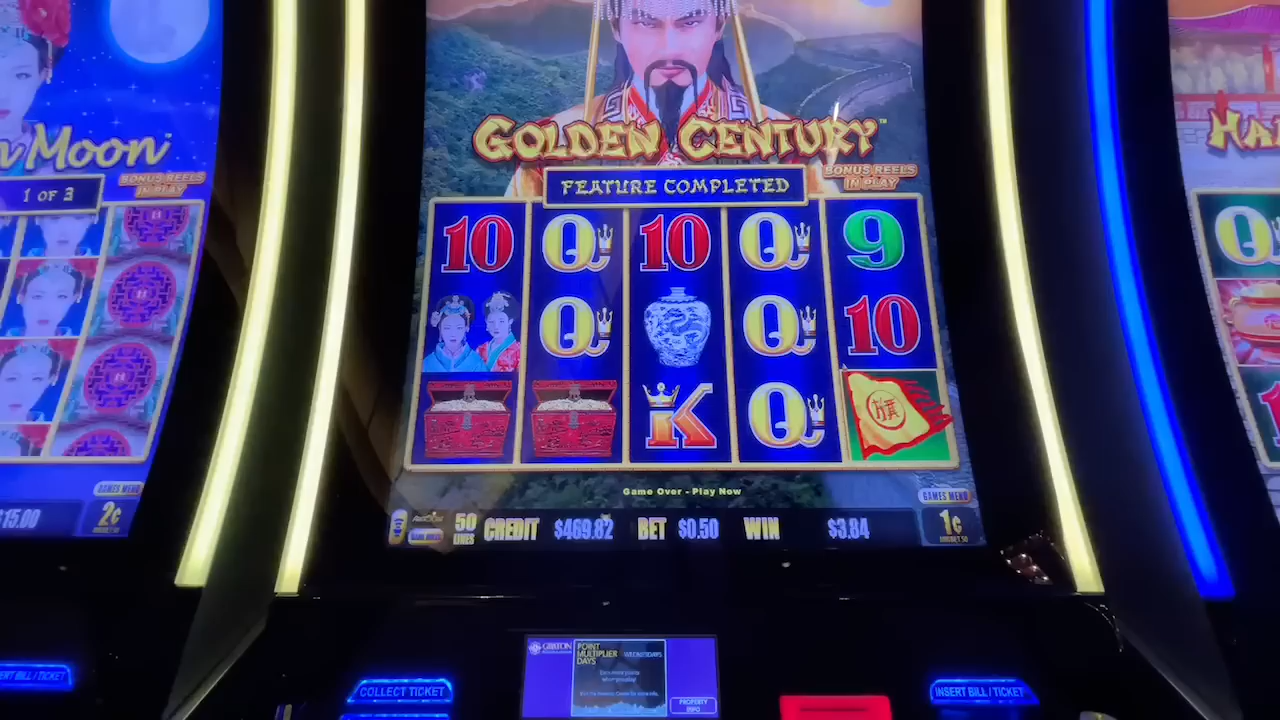 Moon
BONUS REELS
IN PLAY
1 OF 3
GAMES MENU
$15.00
2¢
GOLDEN CENTURY™
BONUS REELS
IN PLAY
FEATURE COMPLETED
10 Q 10 Q 9
Q Q 10
K Q
Game Over - Play Now
GAMES MENU
50
LINES
CREDIT $469.82 BET $0.50 WIN $3.84
1¢
Q
COLLECT TICKET
POINT
MULTIPLIER
DAYS
WEDNESDAYS
PROPERTY
INFO
INSERT BILL / TICKET
INSERT BILL / TICKET